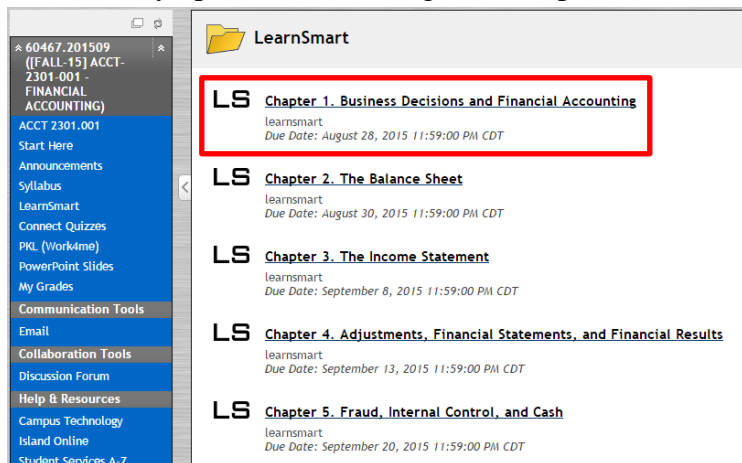 60467.201509
([FALL-15] ACCT-
2301-001 -
FINANCIAL
ACCOUNTING)
ACCT 2301.001
Start Here
Announcements
Syllabus
LearnSmart
Connect Quizzes
PKL (Work4me)
PowerPoint Slides
My Grades
Communication Tools
Email
Collaboration Tools
Discussion Forum
Help & Resources
Campus Technology
Island Online
Student Services A-Z
LearnSmart
LS Chapter 1. Business Decisions and Financial Accounting
learnsmart
Due Date: August 28, 2015 11:59:00 PM CDT
LS Chapter 2. The Balance Sheet
learnsmart
Due Date: August 30, 2015 11:59:00 PM CDT
LS Chapter 3. The Income Statement
learnsmart
Due Date: September 8, 2015 11:59:00 PM CDT
LS Chapter 4. Adjustments, Financial Statements, and Financial Results
learnsmart
Due Date: September 13, 2015 11:59:00 PM CDT
LS Chapter 5. Fraud, Internal Control, and Cash
learnsmart
Due Date: September 20, 2015 11:59:00 PM CDT